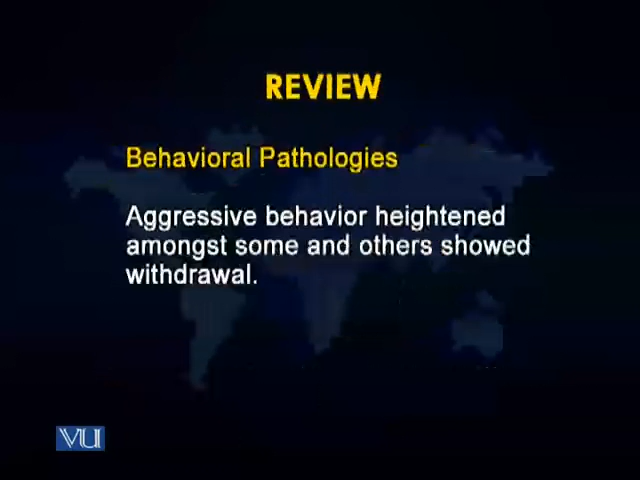 REVIEW
Behavioral Pathologies
Aggressive behavior heightened
amongst some and others showed
withdrawal.
VU